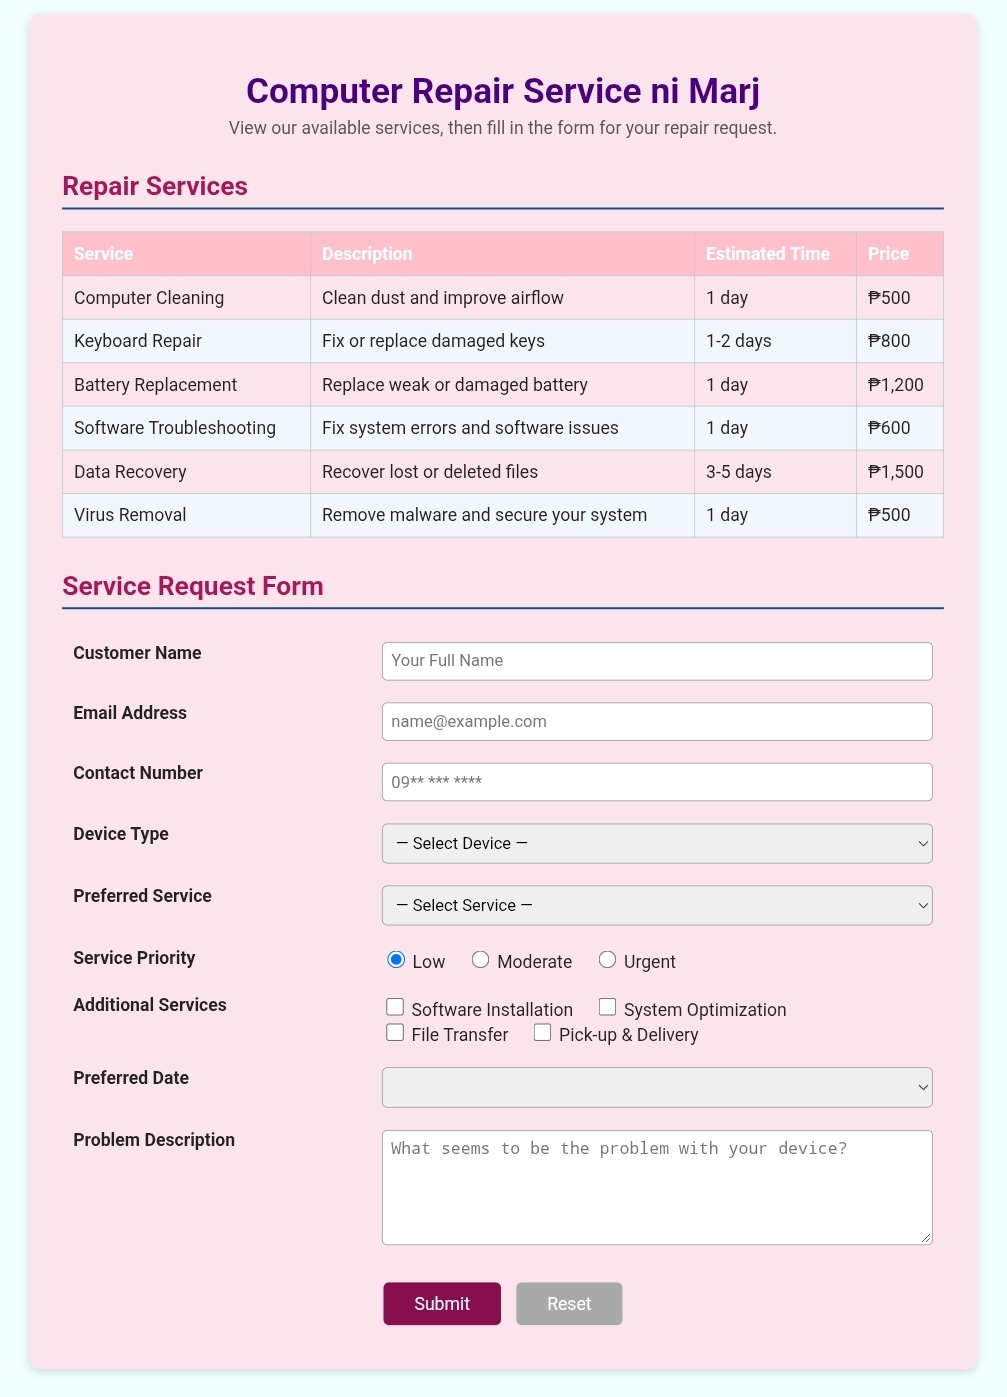 Computer Repair Service ni Marj
View our available services, then fill in the form for your repair request.
Repair Services
Service Description Estimated Time Price
Computer Cleaning Clean dust and improve airflow 1 day ₱500
Keyboard Repair Fix or replace damaged keys 1-2 days ₱800
Battery Replacement Replace weak or damaged battery 1 day ₱1,200
Software Troubleshooting Fix system errors and software issues 1 day ₱600
Data Recovery Recover lost or deleted files 3-5 days ₱1,500
Virus Removal Remove malware and secure your system 1 day ₱500
Service Request Form
Customer Name Your Full Name
Email Address name@example.com
Contact Number 09** *** ****
Device Type — Select Device —
Preferred Service — Select Service —
Service Priority Low Moderate Urgent
Additional Services Software Installation System Optimization
File Transfer Pick-up & Delivery
Preferred Date
Problem Description What seems to be the problem with your device?
Submit Reset